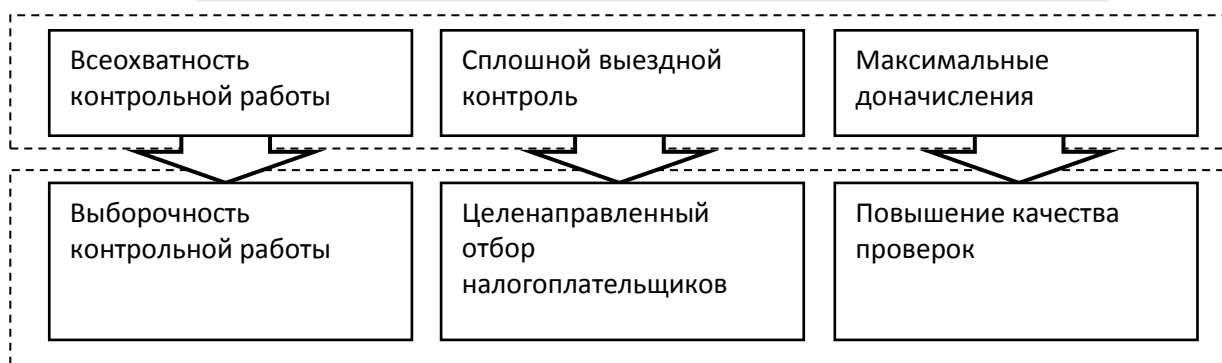 Всеохватность
контрольной работы
Сплошной выездной
контроль
Максимальные
доначисления
Выборочность
контрольной работы
Целенаправленный
отбор
налогоплательщиков
Повышение качества
проверок